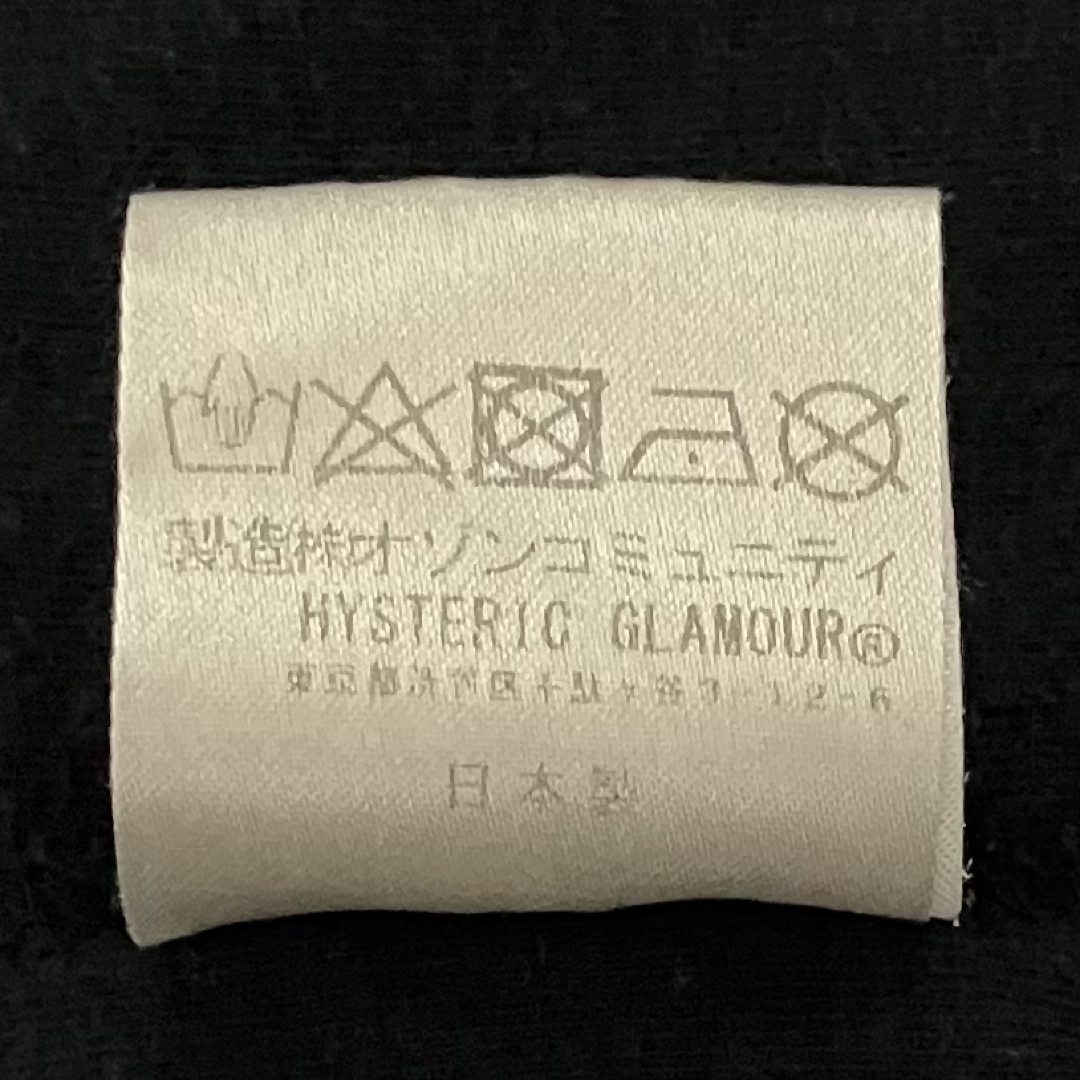 製造㈱オゾンコミュニティ
HYSTERIC GLAMOUR®
東京都渋谷区千駄ヶ谷3-12-6
日本製